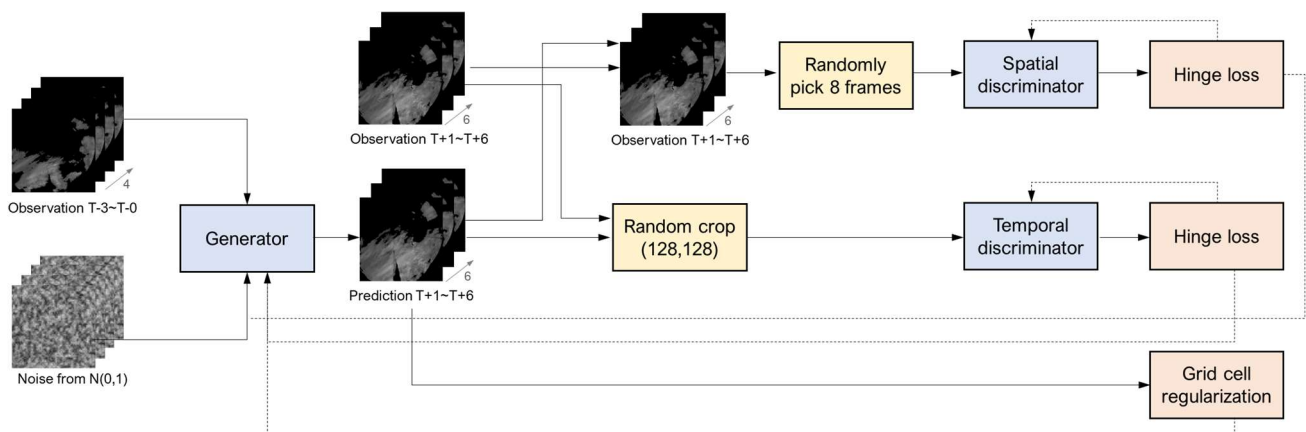 Observation T-3~T-0
4
Noise from N(0,1)
Generator
Observation T+1~T+6
6
Prediction T+1~T+6
6
Observation T+1~T+6
6
Randomly
pick 8 frames
Spatial
discriminator
Hinge loss
Random crop
(128,128)
Temporal
discriminator
Hinge loss
Grid cell
regularization